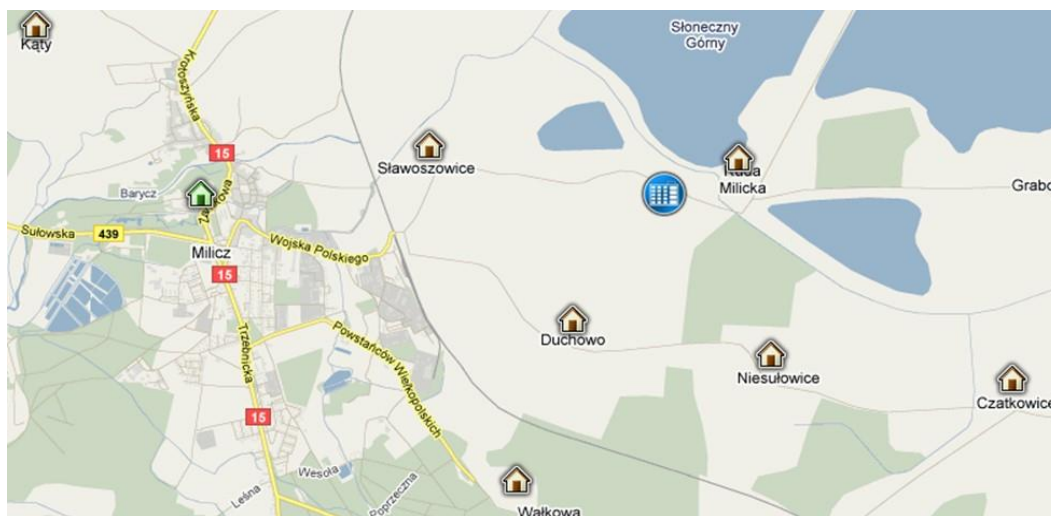 Słoneczny
Górny
Kąty
Krotoszyńska
15
Sławoszowice
Milicka
Barycz
Grabo
Sułowska
439
Milicz
Wojska Polskiego
15
Duchowo
Powstańców Wielkopolskich
Trzebnicka
Niesułowice
Czatkowice
15
Wesoła
Leśna
Poprzeczna
Wałkowa